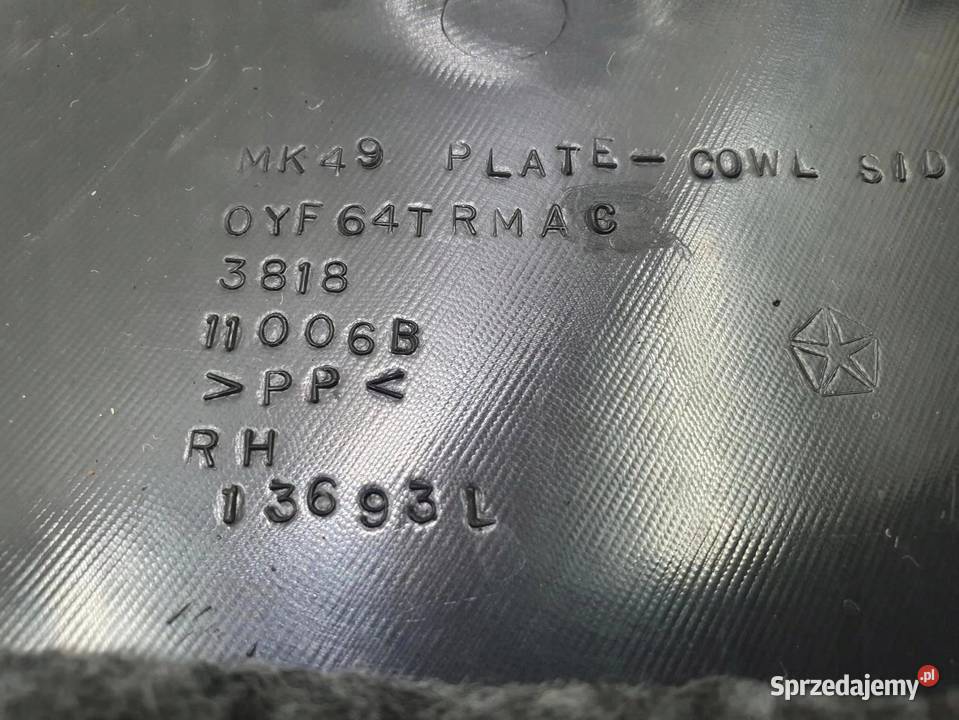 MK49 PLATE-COWL SID
0YF64TRMAC
3818
11006B
>PP<
RH
13693L
Sprzedajemy.pl